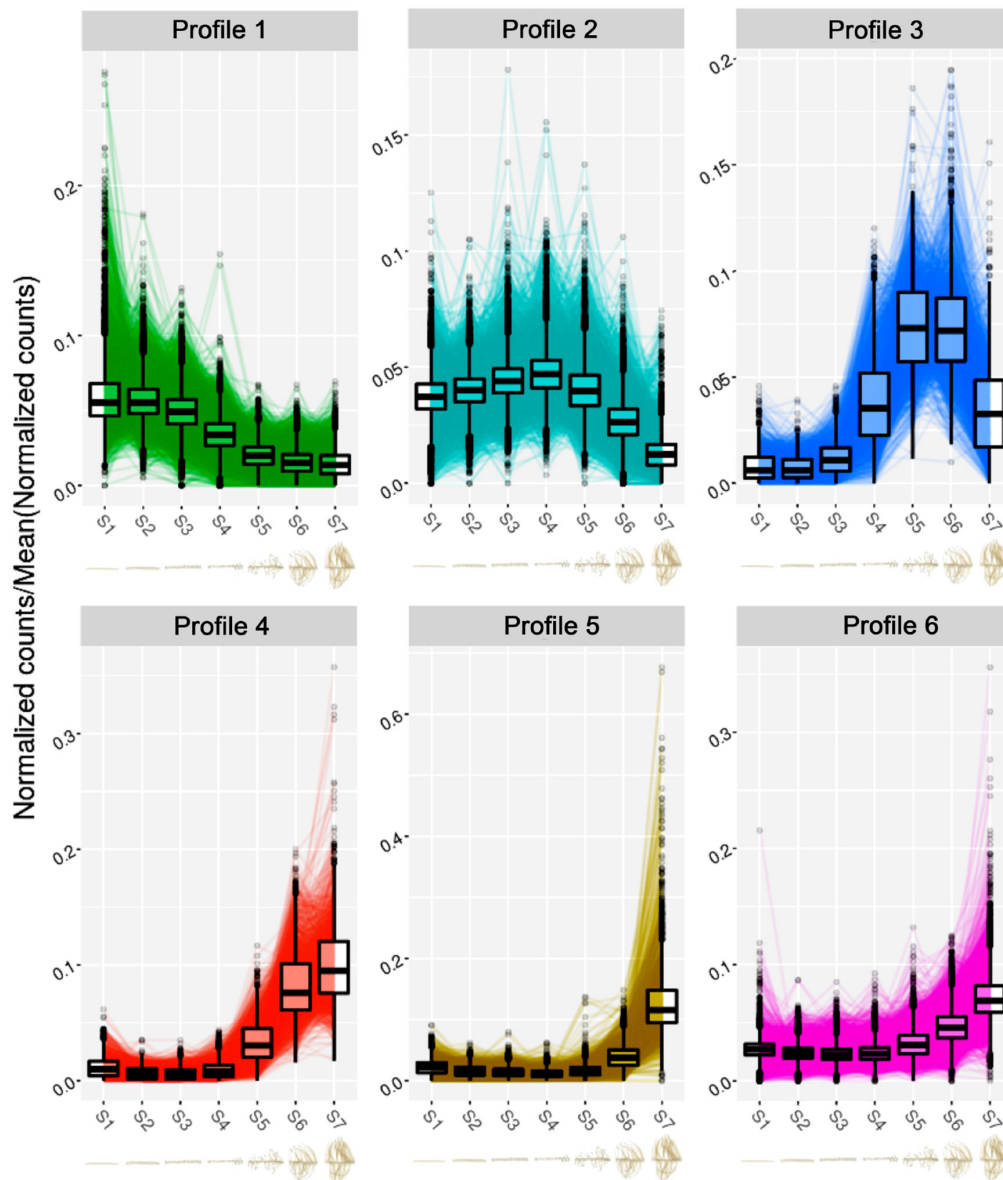 Normalized counts/Mean(Normalized counts)
Profile 1
0.2
0.1
0.0
S1 S2 S3 S4 S5 S6 S7
Profile 2
0.15
0.1
0.05
0.0
S1 S2 S3 S4 S5 S6 S7
Profile 3
0.2
0.15
0.1
0.05
0.0
S1 S2 S3 S4 S5 S6 S7
Profile 4
0.3
0.2
0.1
0.0
S1 S2 S3 S4 S5 S6 S7
Profile 5
0.6
0.4
0.2
0.0
S1 S2 S3 S4 S5 S6 S7
Profile 6
0.3
0.2
0.1
0.0
S1 S2 S3 S4 S5 S6 S7